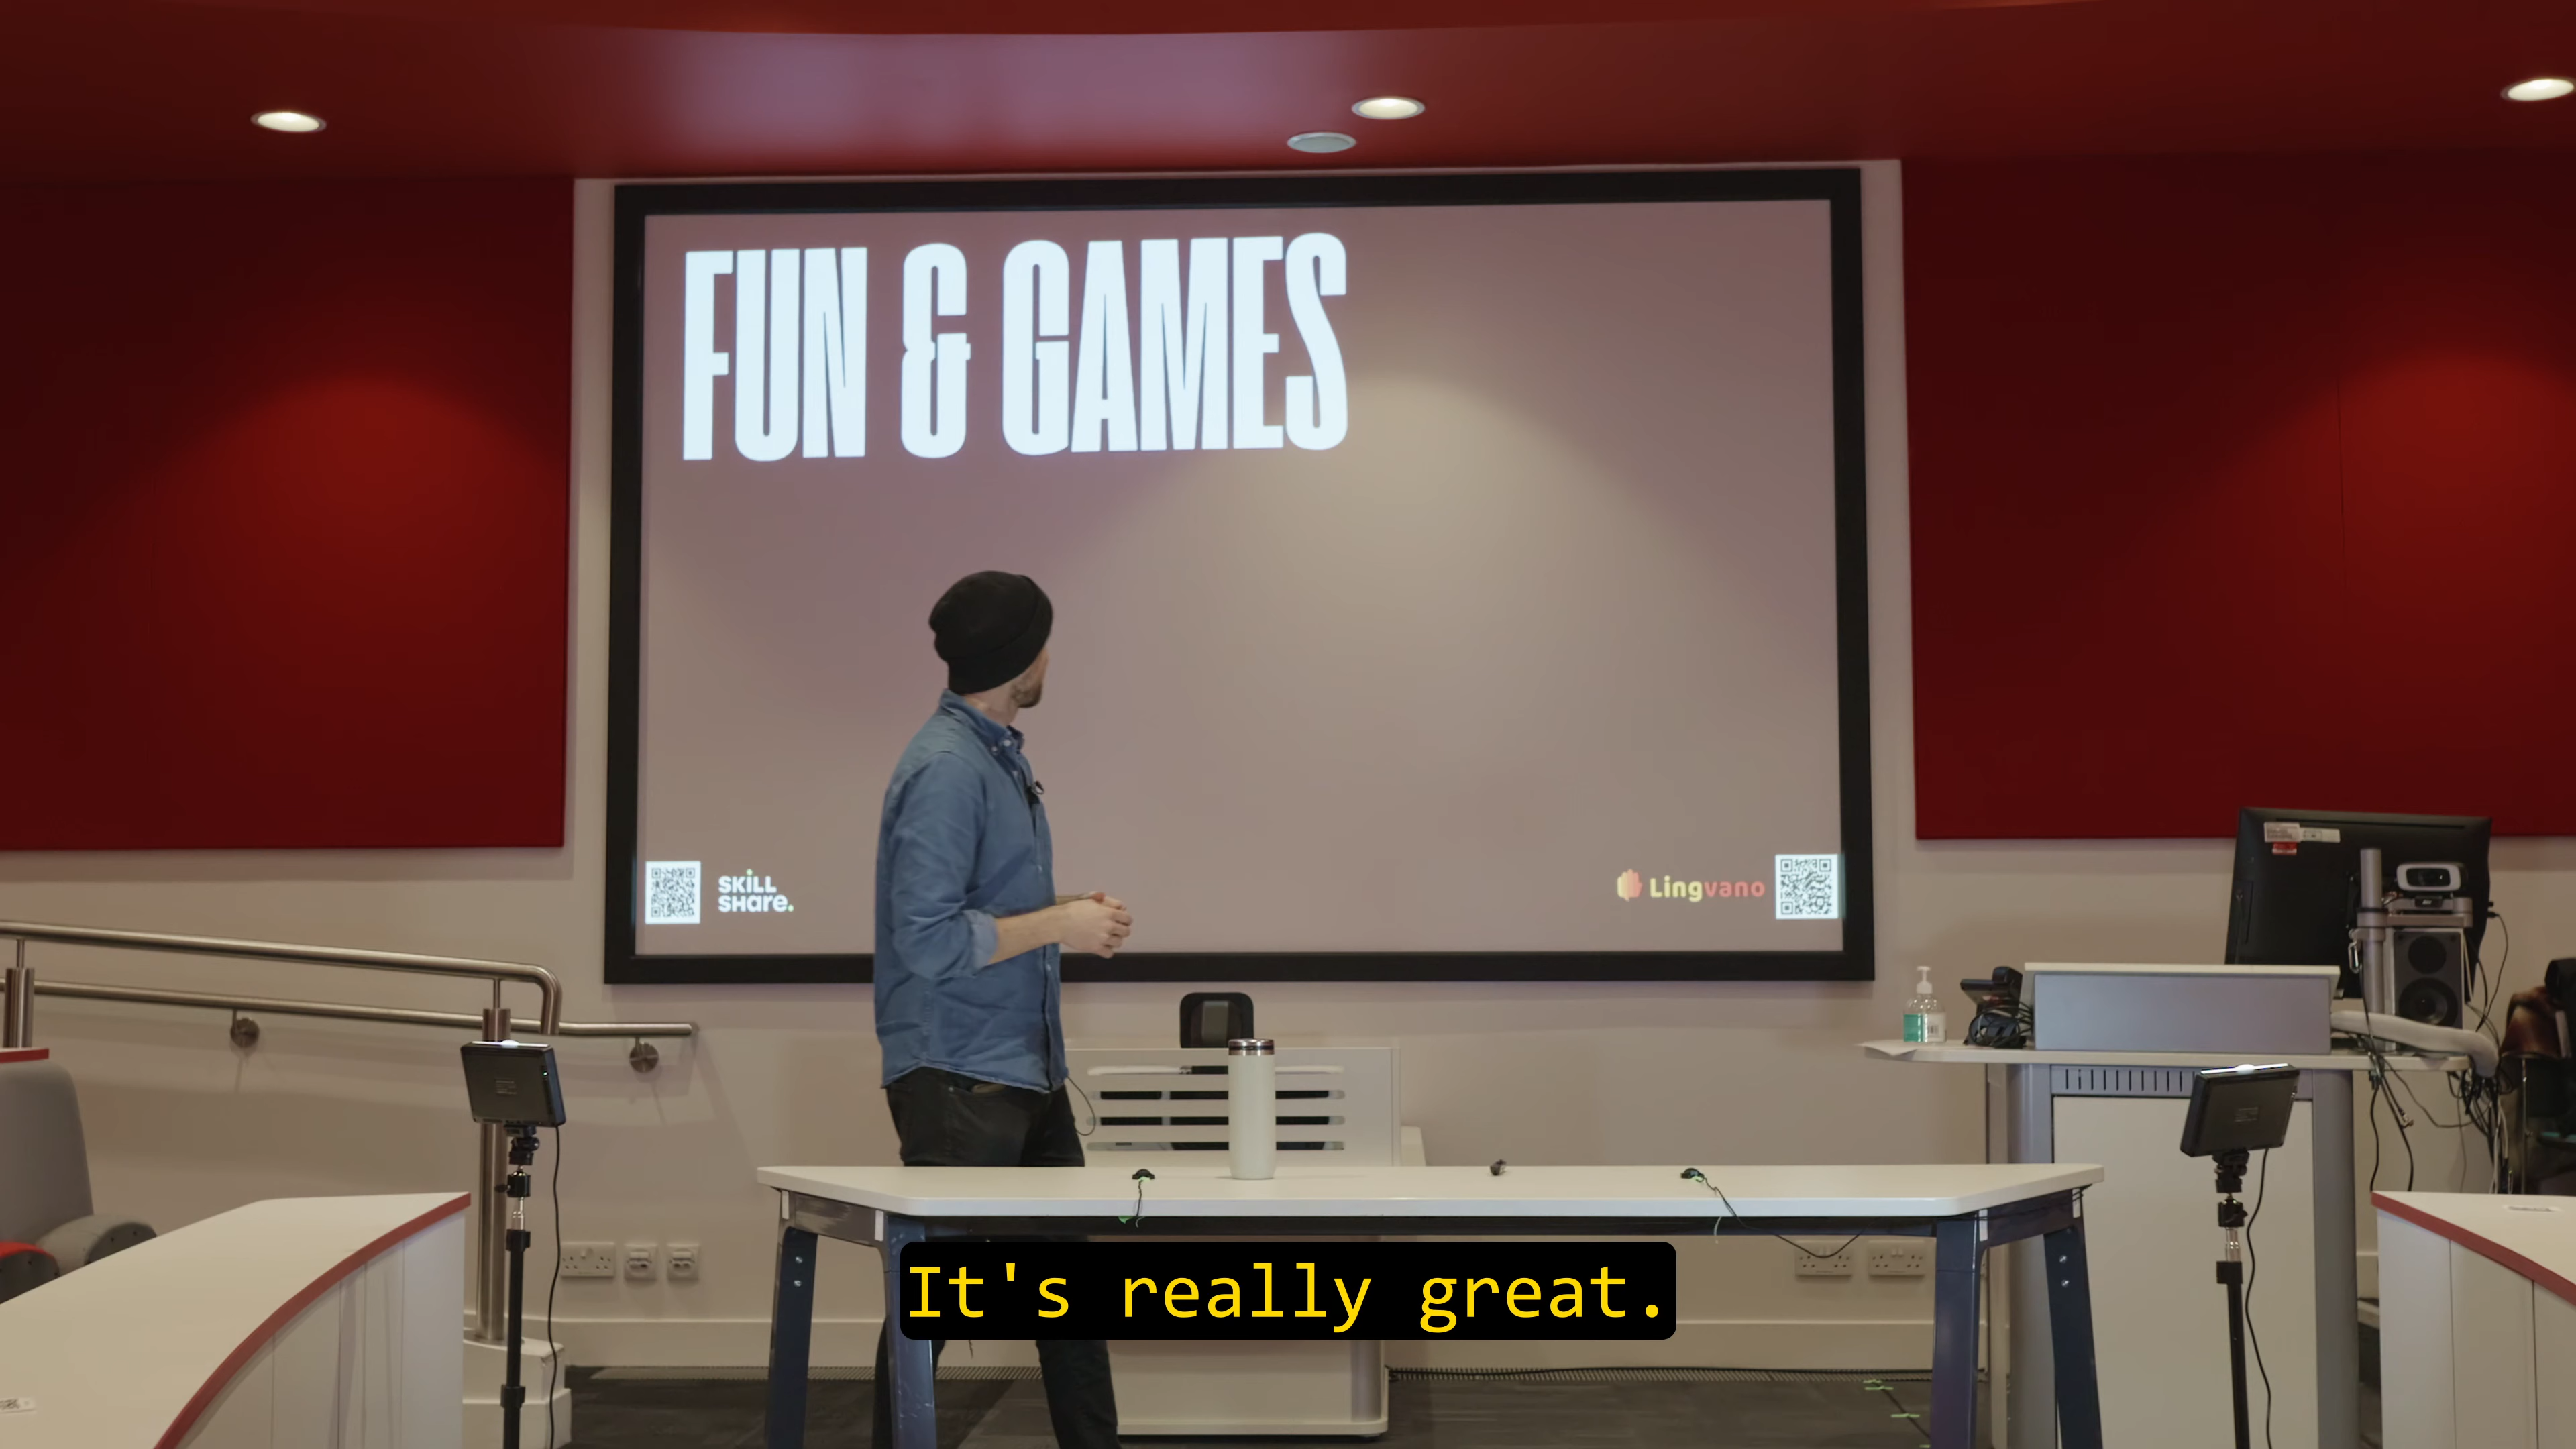 FUN & GAMES
SKiLL
SHare.
Lingvano
It's really great.